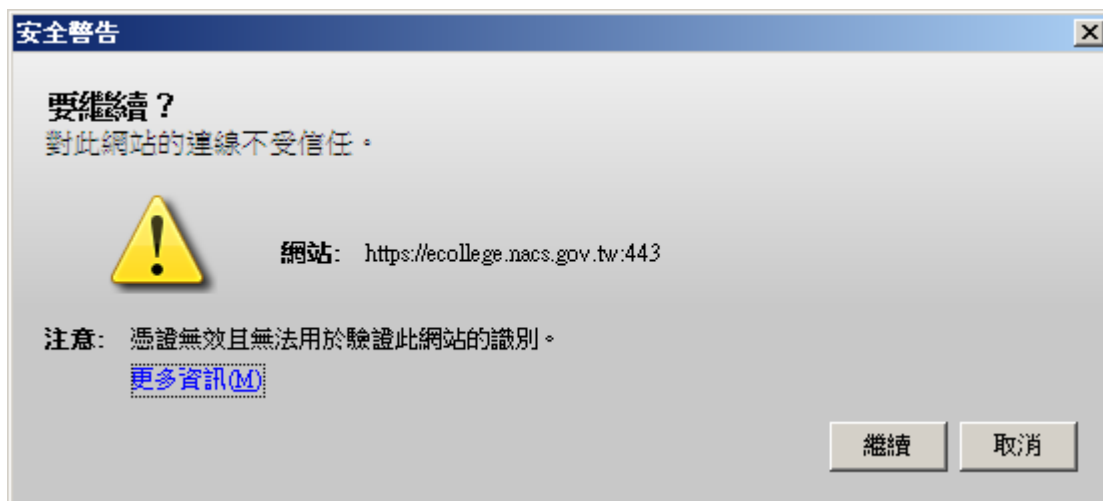 安全警告
要繼續？
對此網站的連線不受信任。
網站: https://ecollege.nacs.gov.tw:443
注意: 憑證無效且無法用於驗證此網站的識別。
更多資訊(M)
繼續 取消